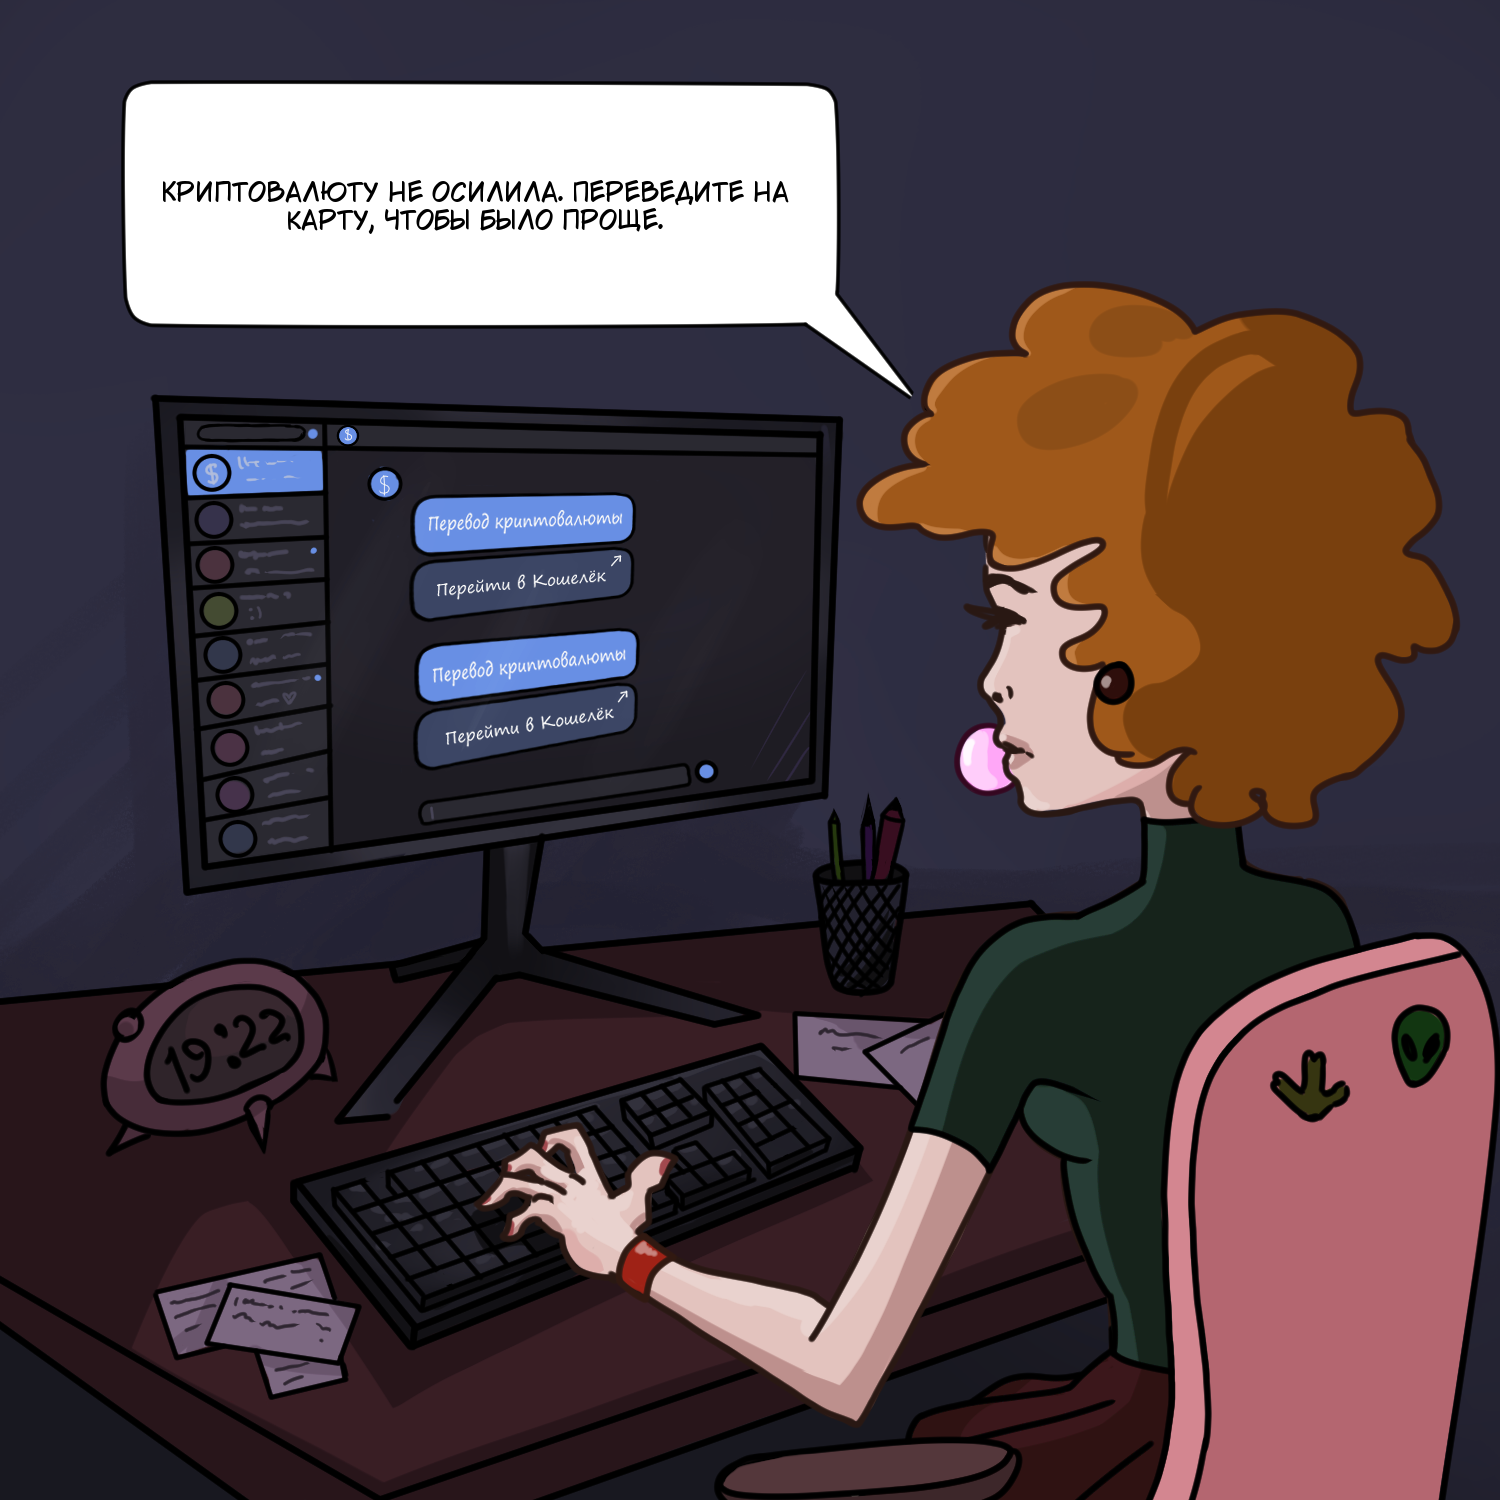 КРИПТОВАЛЮТУ НЕ ОСИЛИЛА. ПЕРЕВЕДИТЕ НА
КАРТУ, ЧТОБЫ БЫЛО ПРОЩЕ.
$
$
$
Перевод криптовалюты
Перейти в Кошелёк
:)
Перевод криптовалюты
Перейти в Кошелёк
19:22